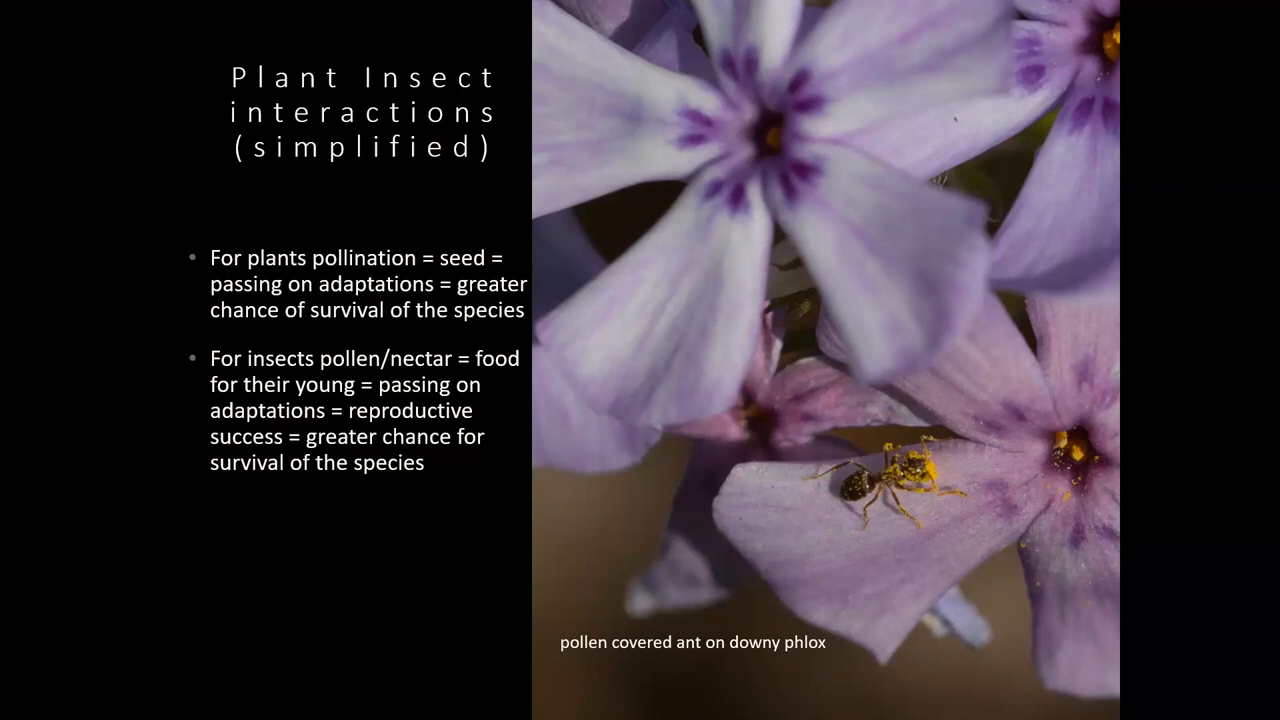 Plant Insect
interactions
(simplified)
• For plants pollination = seed =
passing on adaptations = greater
chance of survival of the species
• For insects pollen/nectar = food
for their young = passing on
adaptations = reproductive
success = greater chance for
survival of the species
pollen covered ant on downy phlox